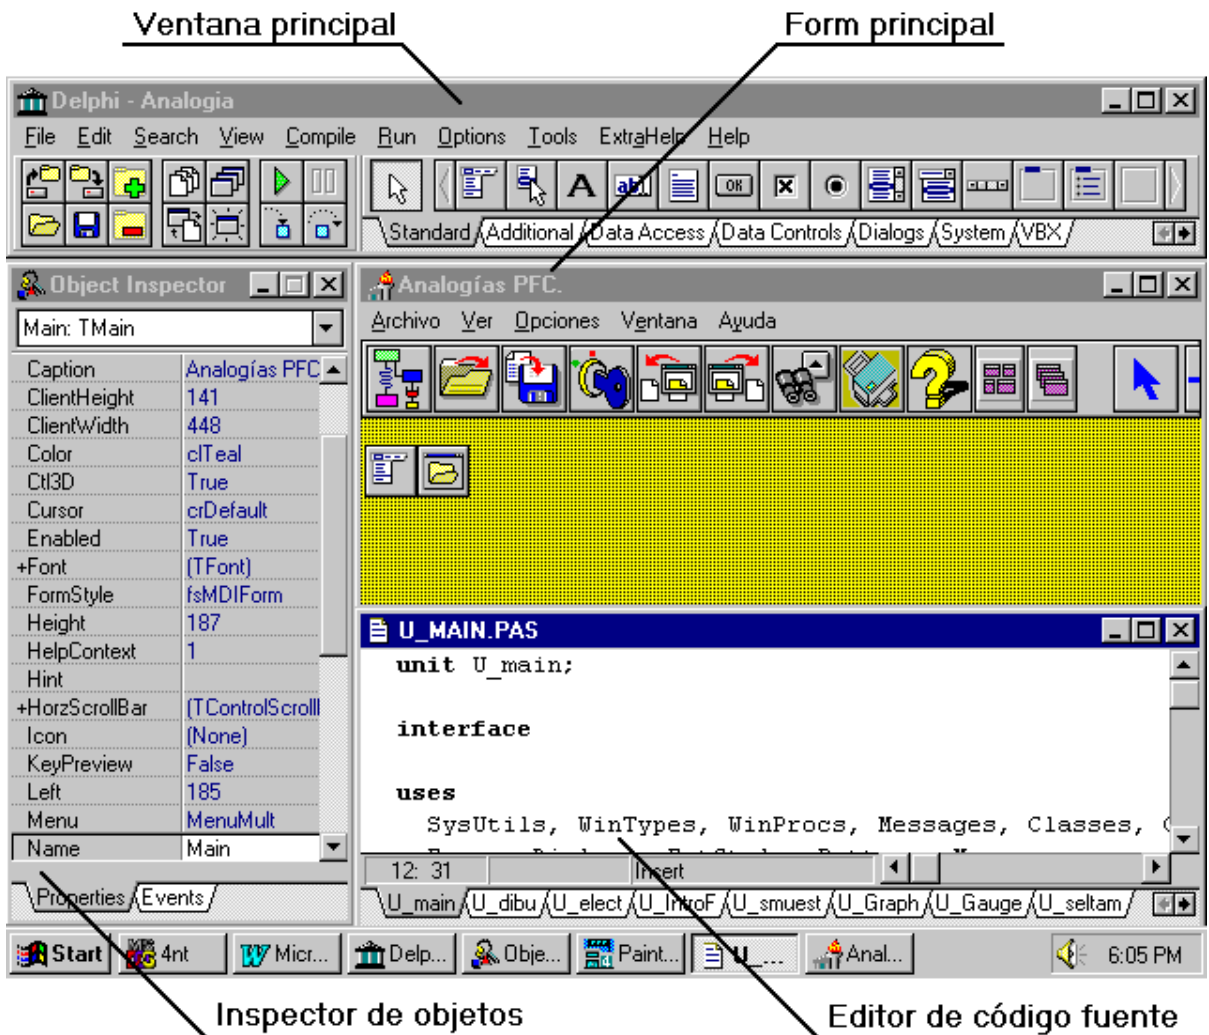 Ventana principal
Form principal
Delphi - Analogia
File Edit Search View Compile Run Options Tools ExtraHelp Help
OK
Standard Additional Data Access Data Controls Dialogs System VBX
Object Inspector
Analogías PFC.
Main: TMain
Archivo Ver Opciones Ventana Ayuda
Caption Analogías PFC
ClientHeight 141
ClientWidth 448
Color clTeal
Ctl3D True
Cursor crDefault
Enabled True
+Font (TFont)
FormStyle fsMDIForm
Height 187
HelpContext 1
Hint
+HorzScrollBar (TControlScroll
Icon (None)
KeyPreview False
Left 185
Menu MenuMult
Name Main
Properties Events
U_MAIN.PAS
unit U_main;
interface
uses
SysUtils, WinTypes, WinProcs, Messages, Classes,
12: 31 Insert
U_main U_dibu U_elect U_IntroF U_smuest U_Graph U_Gauge U_seltam
Start 4nt Micr... Delp... Obje... Paint... U_... Anal... 6:05 PM
Inspector de objetos
Editor de código fuente